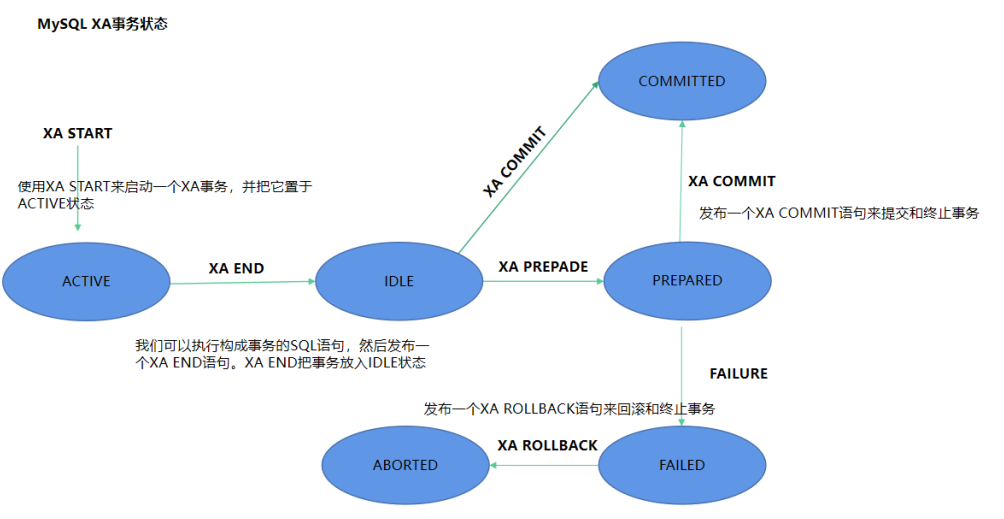 MySQL XA事务状态
COMMITTED
XA START
XA COMMIT
使用XA START来启动一个XA事务，并把它置于
ACTIVE状态
XA COMMIT
发布一个XA COMMIT语句来提交和终止事务
ACTIVE
XA END
IDLE
XA PREPADE
PREPARED
我们可以执行构成事务的SQL语句，然后发布一
个XA END语句。XA END把事务放入IDLE状态
FAILURE
发布一个XA ROLLBACK语句来回滚和终止事务
ABORTED
XA ROLLBACK
FAILED